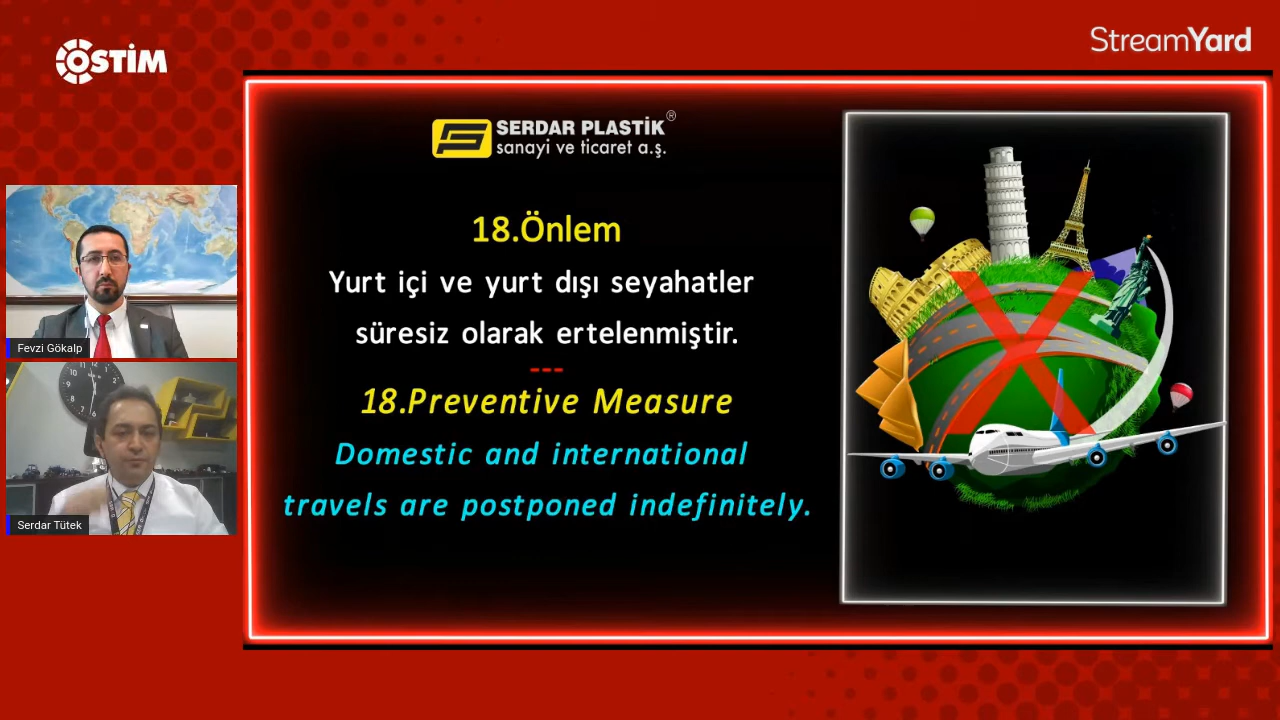 OSTİM
StreamYard
SERDAR PLASTİK®
sanayi ve ticaret a.ş.
18.Önlem
Yurt içi ve yurt dışı seyahatler
süresiz olarak ertelenmiştir.
---
18.Preventive Measure
Domestic and international
travels are postponed indefinitely.
Fevzi Gökalp
Serdar Tütek